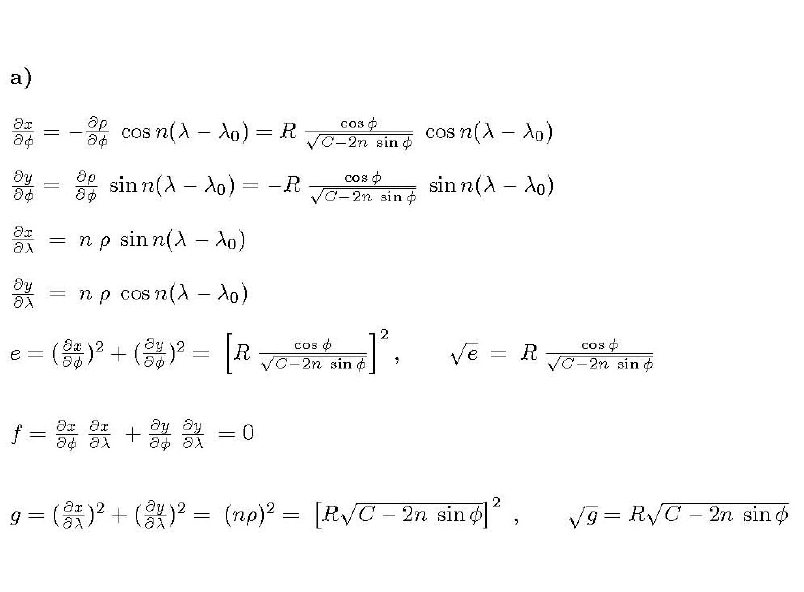 a)
∂x/∂ϕ = −∂ρ/∂ϕ cos n(λ − λ₀) = R cos ϕ/√(C−2n sin ϕ) cos n(λ − λ₀)
∂y/∂ϕ = ∂ρ/∂ϕ sin n(λ − λ₀) = −R cos ϕ/√(C−2n sin ϕ) sin n(λ − λ₀)
∂x/∂λ = n ρ sin n(λ − λ₀)
∂y/∂λ = n ρ cos n(λ − λ₀)
e = (∂x/∂ϕ)² + (∂y/∂ϕ)² = [R cos ϕ/√(C−2n sin ϕ)]², √e = R cos ϕ/√(C−2n sin ϕ)
f = ∂x/∂ϕ ∂x/∂λ + ∂y/∂ϕ ∂y/∂λ = 0
g = (∂x/∂λ)² + (∂y/∂λ)² = (nρ)² = [R√(C − 2n sin ϕ)]² , √g = R√(C − 2n sin ϕ)